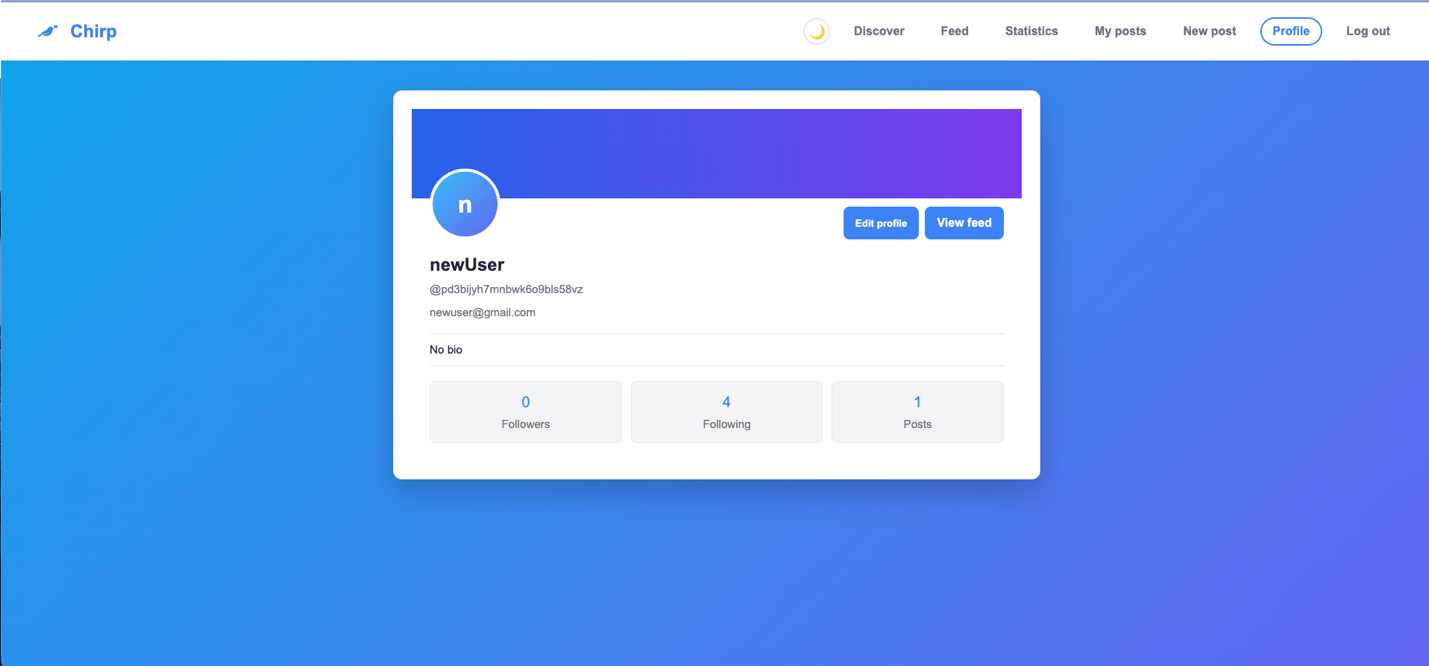 Chirp
Discover Feed Statistics My posts New post Profile Log out
n
Edit profile View feed
newUser
@pd3bijyh7mnbwk6o9bls58vz
newuser@gmail.com
No bio
0 4 1
Followers Following Posts